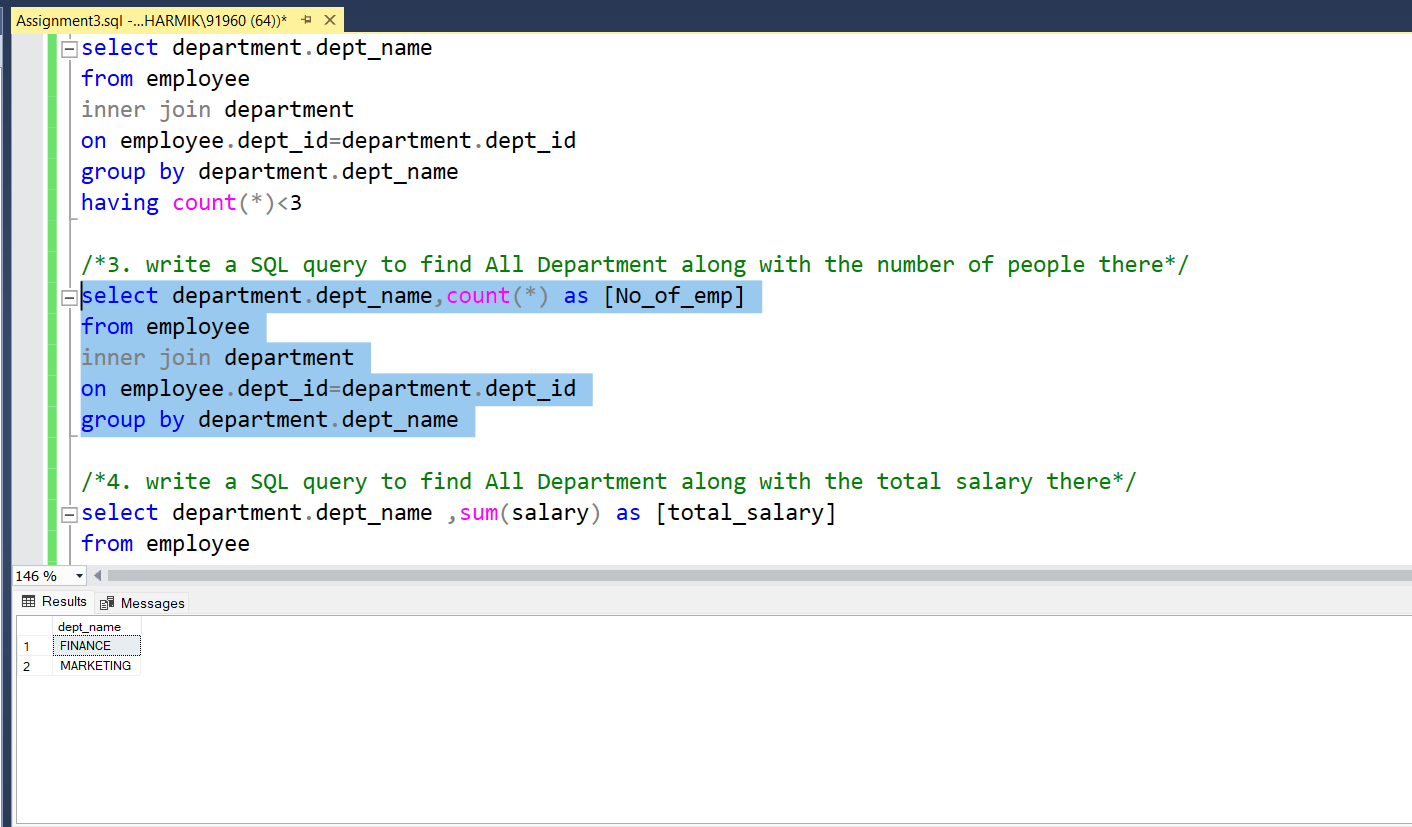 Assignment3.sql -...HARMIK\91960 (64))*
select department.dept_name
from employee
inner join department
on employee.dept_id=department.dept_id
group by department.dept_name
having count(*)<3
/*3. write a SQL query to find All Department along with the number of people there*/
select department.dept_name,count(*) as [No_of_emp]
from employee
inner join department
on employee.dept_id=department.dept_id
group by department.dept_name
/*4. write a SQL query to find All Department along with the total salary there*/
select department.dept_name ,sum(salary) as [total_salary]
from employee
146 %
Results Messages
dept_name
1 FINANCE
2 MARKETING